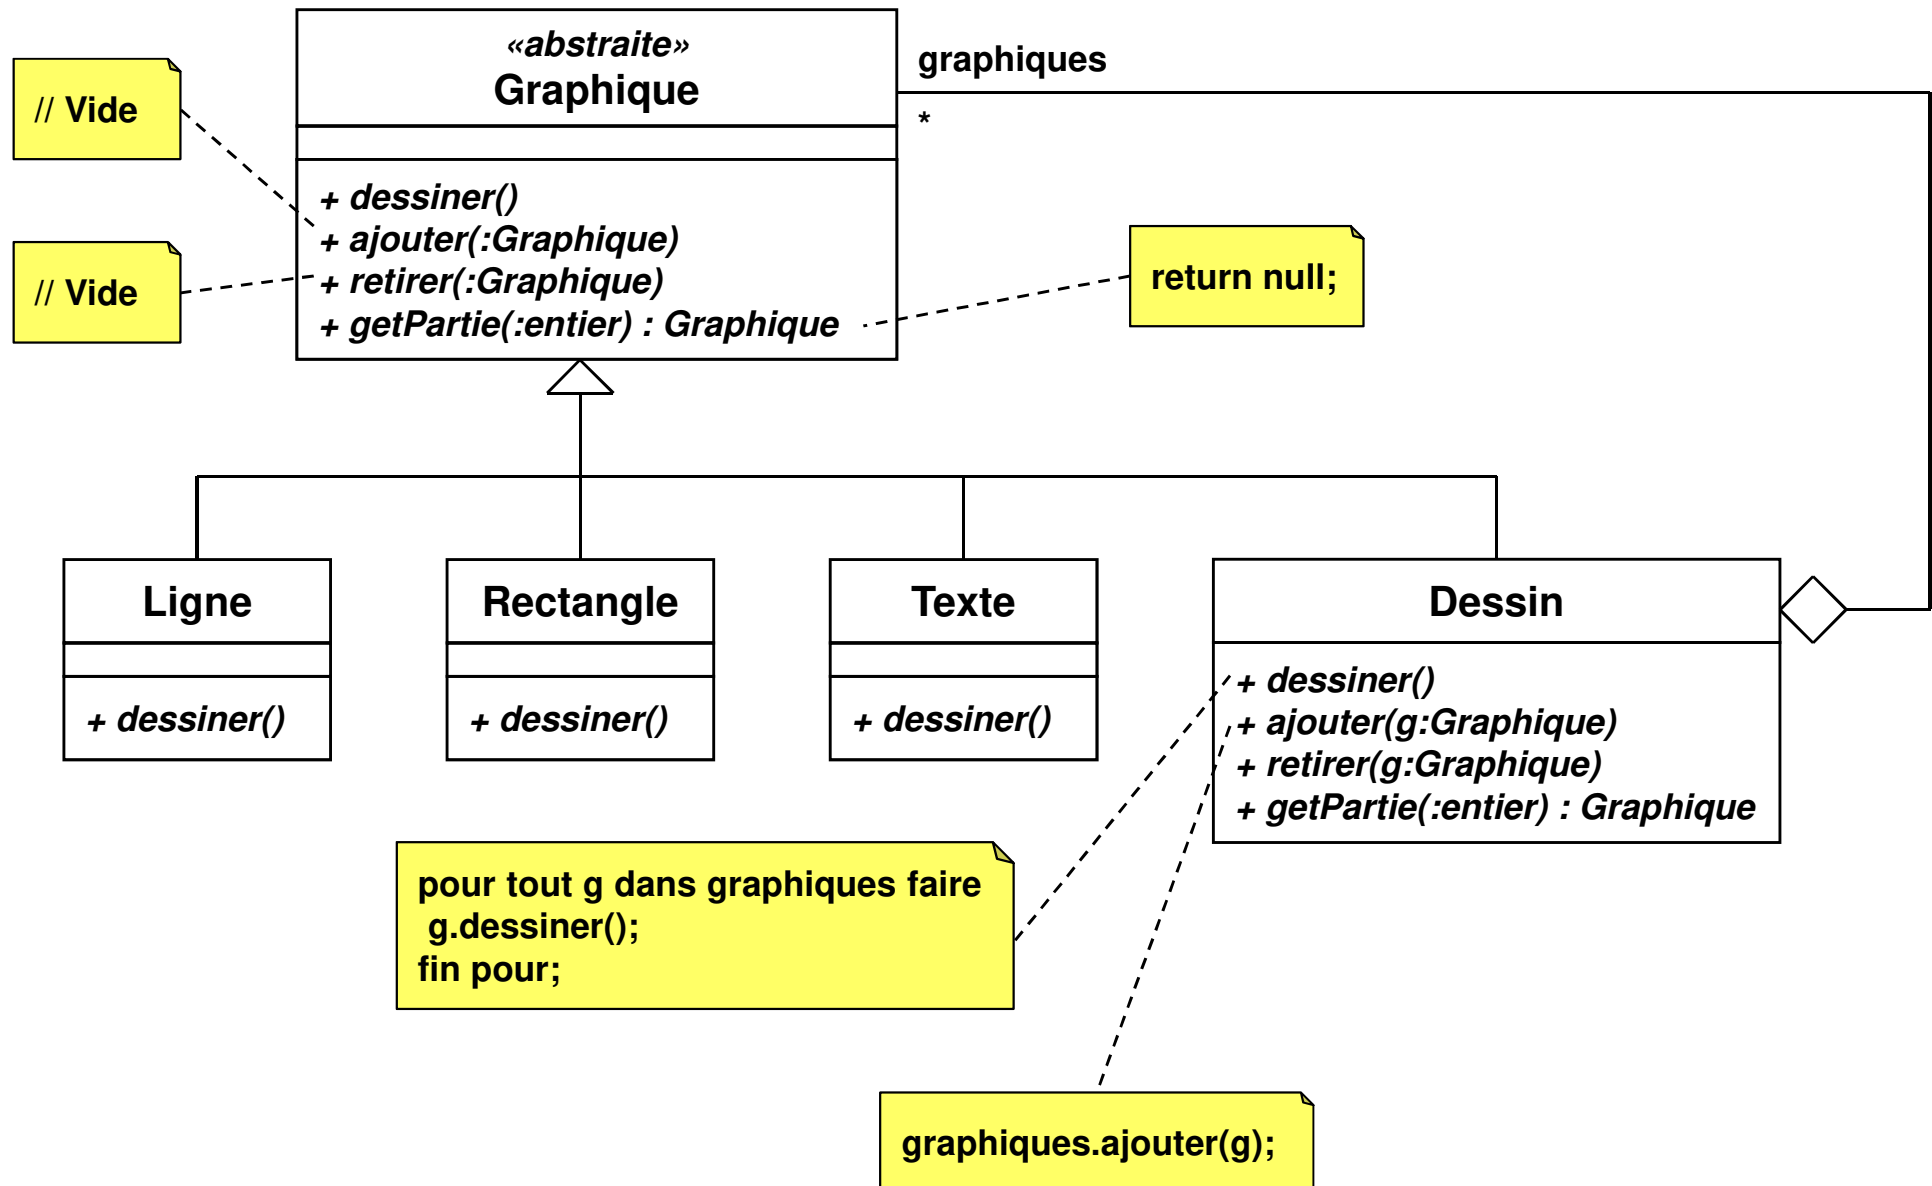 «abstraite»
Graphique
graphiques
*
// Vide
// Vide
+ dessiner()
+ ajouter(:Graphique)
+ retirer(:Graphique)
+ getPartie(:entier) : Graphique
return null;
Ligne
+ dessiner()
Rectangle
+ dessiner()
Texte
+ dessiner()
Dessin
+ dessiner()
+ ajouter(g:Graphique)
+ retirer(g:Graphique)
+ getPartie(:entier) : Graphique
pour tout g dans graphiques faire
g.dessiner();
fin pour;
graphiques.ajouter(g);